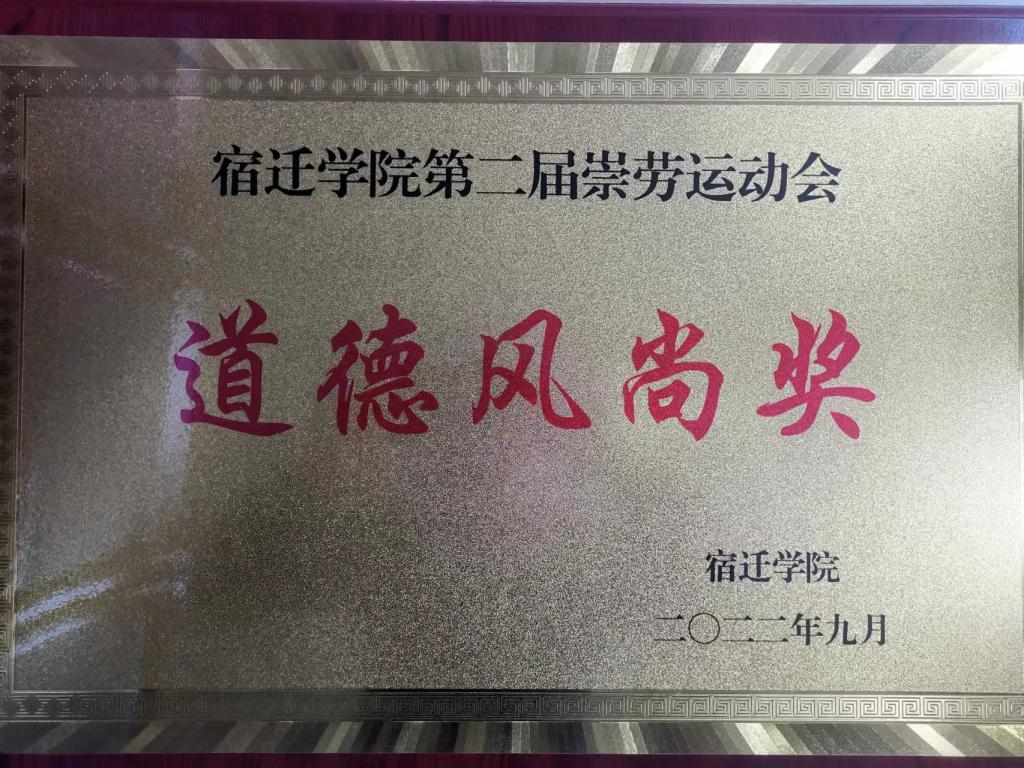 宿迁学院第二届崇劳运动会
道德风尚奖
宿迁学院
二〇二二年九月